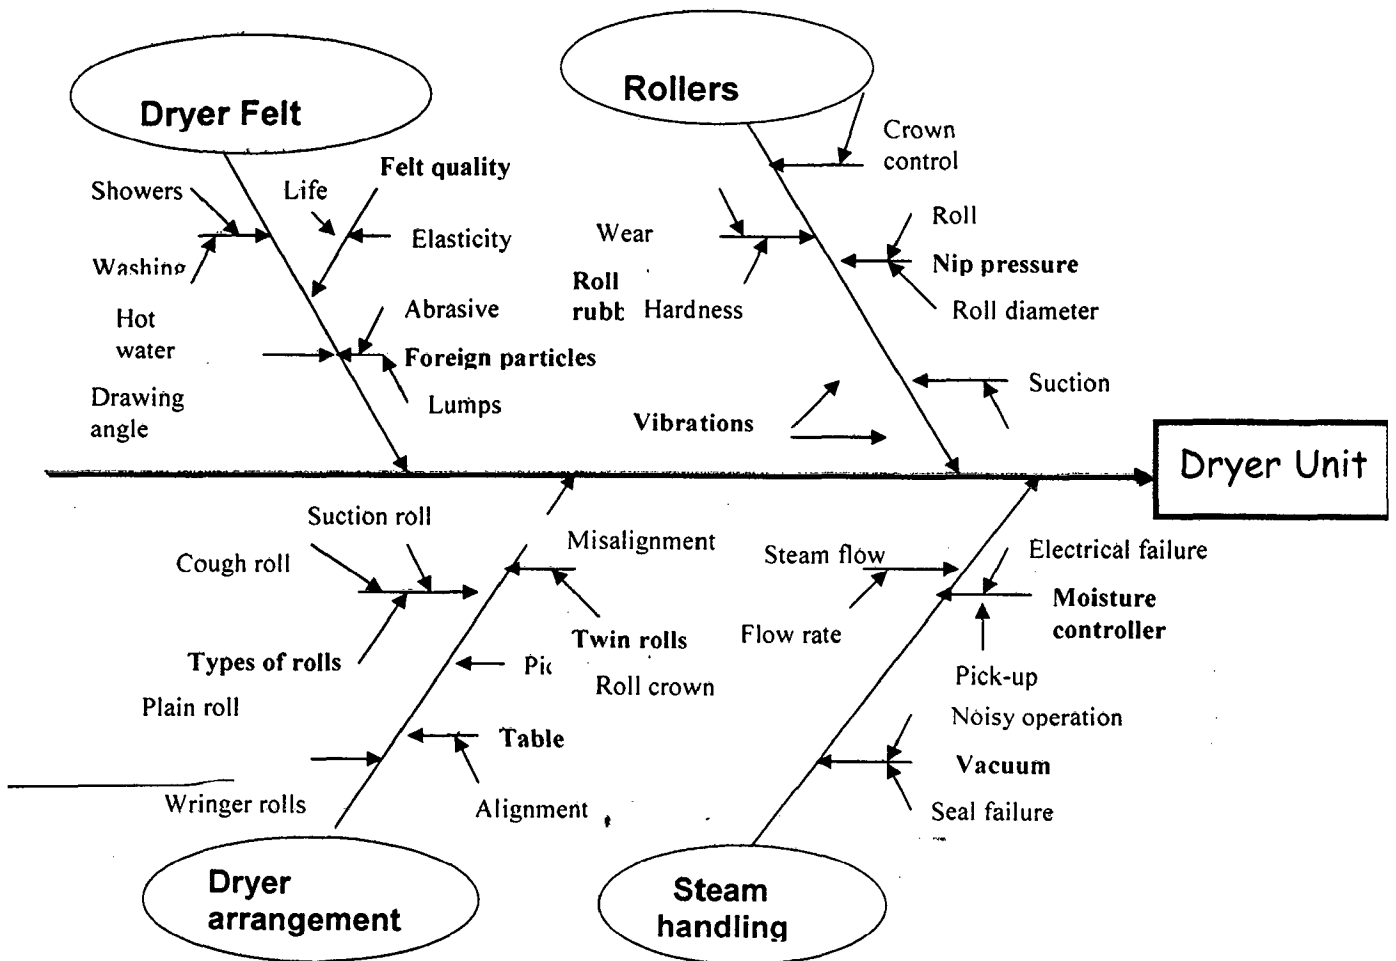 Dryer Felt
Rollers
Crown
control
Felt quality
Showers
Life
Elasticity
Wear
Roll
Nip pressure
Washing
Roll
Hardness
Roll diameter
Hot
water
Abrasive
Foreign particles
Drawing
angle
Lumps
Vibrations
Suction
Dryer Unit
Suction roll
Cough roll
Misalignment
Steam flow
Electrical failure
Moisture
controller
Types of rolls
Twin rolls
Flow rate
Pick-up
Plain roll
Roll crown
Noisy operation
Table
Vacuum
Wringer rolls
Alignment
Seal failure
Dryer
arrangement
Steam
handling